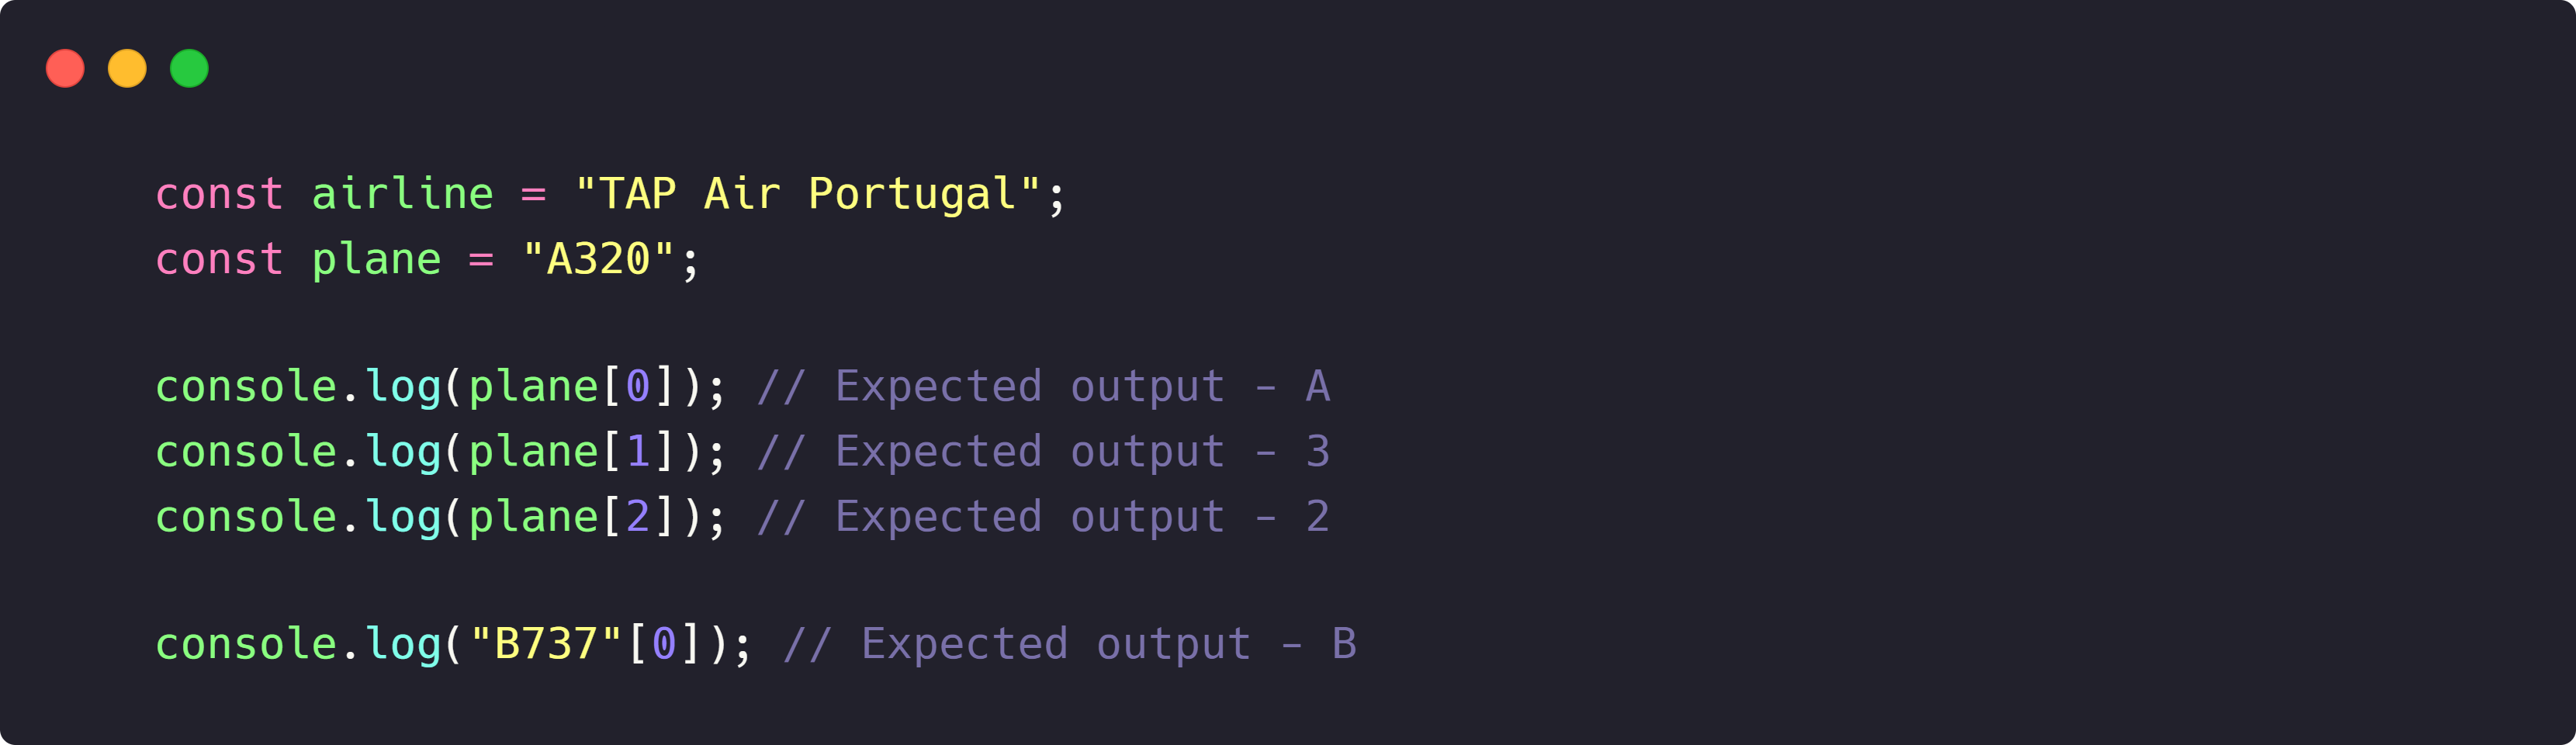 const airline = "TAP Air Portugal";
const plane = "A320";
console.log(plane[0]); // Expected output - A
console.log(plane[1]); // Expected output - 3
console.log(plane[2]); // Expected output - 2
console.log("B737"[0]); // Expected output - B